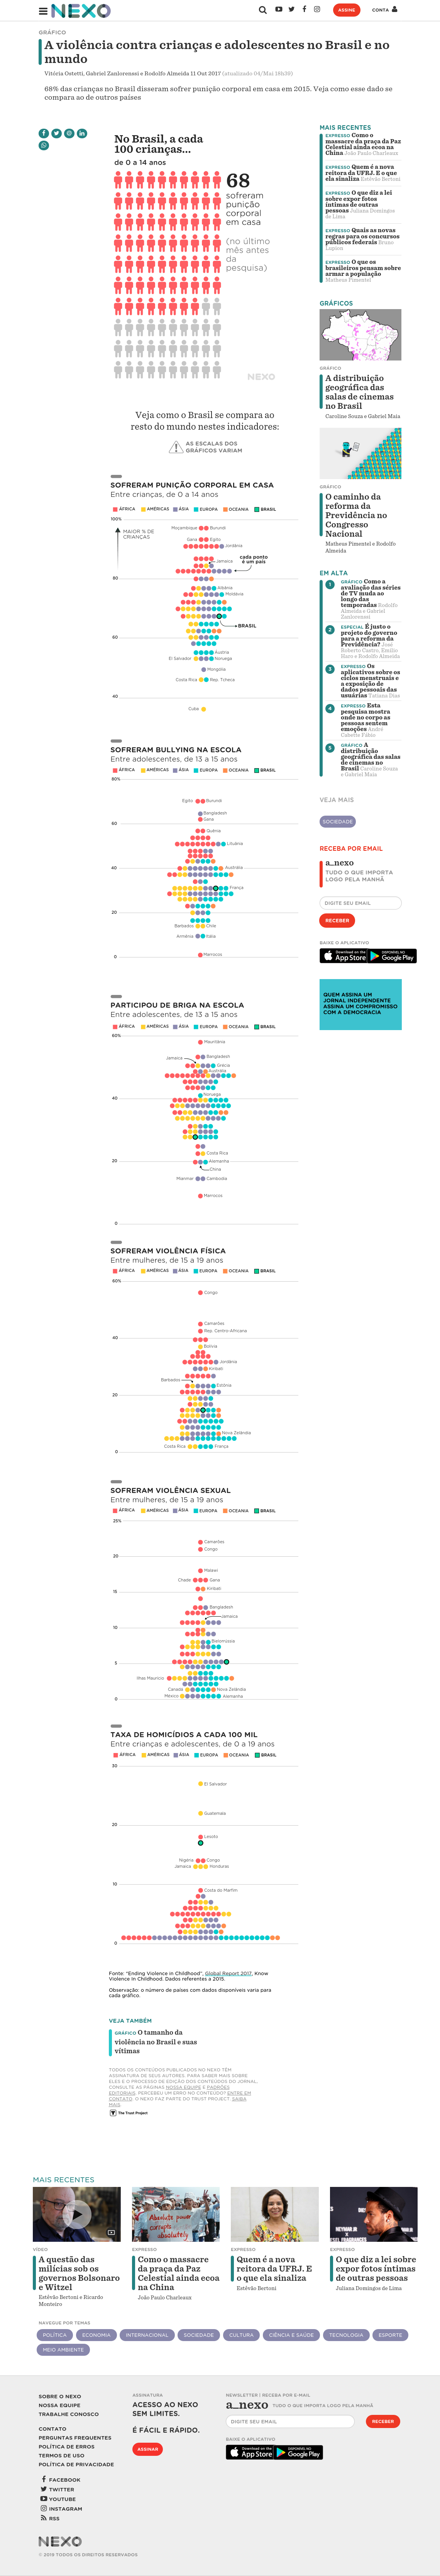 NEXO
ASSINE
CONTA
GRÁFICO
A violência contra crianças e adolescentes no Brasil e no
mundo
Vitória Ostetti, Gabriel Zanlorenssi e Rodolfo Almeida 11 Out 2017 (atualizado 04/Mai 18h38)
68% das crianças no Brasil disseram sofrer punição corporal em casa em 2015. Veja como esse dado se
compara ao de outros países
No Brasil, a cada
100 crianças...
de 0 a 14 anos
68
sofreram
punição
corporal
em casa
(no último
mês antes
da
pesquisa)
NEXO
Veja como o Brasil se compara ao
resto do mundo nestes indicadores:
AS ESCALAS DOS
GRÁFICOS VARIAM
SOFRERAM PUNIÇÃO CORPORAL EM CASA
Entre crianças, de 0 a 14 anos
ÁFRICA AMÉRICAS ÁSIA EUROPA OCEANIA BRASIL
100%
MAIOR % DE
CRIANÇAS
Moçambique Burundi
Gana Egito
Jordânia
cada ponto
é um país
Jamaica
80
Albânia
Moldácia
BRASIL
60
Áustria
El Salvador Noruega
Mongólia
Costa Rica Rep. Tcheca
40
Cuba
SOFRERAM BULLYING NA ESCOLA
Entre adolescentes, de 13 a 15 anos
ÁFRICA AMÉRICAS ÁSIA EUROPA OCEANIA BRASIL
80%
Egito Burundi
Bangladesh
Gana
60
Guiana
Lituânia
40
Austrália
França
20
Barbados Chile
Armênia Itália
Marrocos
0
PARTICIPOU DE BRIGA NA ESCOLA
Entre adolescentes, de 13 a 15 anos
ÁFRICA AMÉRICAS ÁSIA EUROPA OCEANIA BRASIL
60%
Mauritânia
Jamaica Bangladesh
Grécia
Austrália
Noruega
40
Costa Rica
20
Alemanha
China
Mianmar Cambodia
Marrocos
0
SOFRERAM VIOLÊNCIA FÍSICA
Entre mulheres, de 15 a 19 anos
ÁFRICA AMÉRICAS ÁSIA EUROPA OCEANIA BRASIL
60%
Congo
Camarões
Rep. Centro-Africana
40
Bolívia
Jordânia
Kiribati
Barbados
Estônia
20
Nova Zelândia
Costa Rica França
0
SOFRERAM VIOLÊNCIA SEXUAL
Entre mulheres, de 15 a 19 anos
ÁFRICA AMÉRICAS ÁSIA EUROPA OCEANIA BRASIL
25%
Camarões
Congo
20
Malawi
Chade Gana
Kiribati
15
Bangladesh
Jamaica
10
Bielorrússia
5
Ilhas Maurício
Canadá Nova Zelândia
México Alemanha
0
TAXA DE HOMICÍDIOS A CADA 100 MIL
Entre crianças e adolescentes, de 0 a 19 anos
ÁFRICA AMÉRICAS ÁSIA EUROPA OCEANIA BRASIL
30
El Salvador
Guatemala
20
Lesoto
Nigéria Congo
Jamaica Honduras
10
Costa do Marfim
0
Fonte: "Ending Violence in Childhood", Global Report 2017, Know
Violence in Childhood. Dados referentes a 2015.
Observação: o número de países com dados disponíveis varia para
cada gráfico.
VEJA TAMBÉM
GRÁFICO O tamanho da
violência no Brasil e suas
vítimas
TODOS OS CONTEÚDOS PUBLICADOS NO NEXO TÊM
ASSINATURA DE SEUS AUTORES. PARA SABER MAIS SOBRE
ELES E O PROCESSO DE EDIÇÃO DOS CONTEÚDOS DO JORNAL,
CONSULTE AS PÁGINAS NOSSA EQUIPE E PADRÕES
EDITORIAIS. PERCEBEU UM ERRO NO CONTEÚDO? ENTRE EM
CONTATO. O NEXO FAZ PARTE DO TRUST PROJECT. SAIBA
MAIS.
The Trust Project
MAIS RECENTES
EXPRESSO Como o
massacre da praça da Paz
Celestial ainda ecoa na
China João Paulo Charleaux
EXPRESSO Quem é a nova
reitora da UFRJ. E o que
ela sinaliza Estêvão Bertoni
EXPRESSO O que diz a lei
sobre expor fotos
íntimas de outras
pessoas Juliana Domingos
de Lima
EXPRESSO Quais as novas
regras para os concursos
públicos federais Bruno
Lupion
EXPRESSO O que os
brasileiros pensam sobre
armar a população
Matheus Pimentel
GRÁFICOS
GRÁFICO
A distribuição
geográfica das
salas de cinemas
no Brasil
Caroline Souza e Gabriel Maia
GRÁFICO
O caminho da
reforma da
Previdência no
Congresso
Nacional
Matheus Pimentel e Rodolfo
Almeida
EM ALTA
1
GRÁFICO Como a
avaliação das séries
de TV muda ao
longo das
temporadas Rodolfo
Almeida e Gabriel
Zanlorenssi
2
ESPECIAL É justo o
projeto do governo
para a reforma da
Previdência? José
Roberto Castro, Emilio
Haro e Rodolfo Almeida
3
EXPRESSO Os
aplicativos sobre os
ciclos menstruais e
a exposição de
dados pessoais das
usuárias Tatiana Dias
4
EXPRESSO Esta
pesquisa mostra
onde no corpo as
pessoas sentem
emoções André
Cabette Fábio
5
GRÁFICO A
distribuição
geográfica das salas
de cinemas no
Brasil Caroline Souza
e Gabriel Maia
VEJA MAIS
SOCIEDADE
RECEBA POR EMAIL
a_nexo
TUDO O QUE IMPORTA
LOGO PELA MANHÃ
DIGITE SEU EMAIL
RECEBER
BAIXE O APLICATIVO
App Store
Google Play
QUEM ASSINA UM
JORNAL INDEPENDENTE
ASSINA UM COMPROMISSO
COM A DEMOCRACIA
MAIS RECENTES
VÍDEO
A questão das
milícias sob os
governos Bolsonaro
e Witzel
Estêvão Bertoni e Ricardo
Monteiro
EXPRESSO
Como o massacre
da praça da Paz
Celestial ainda ecoa
na China
João Paulo Charleaux
EXPRESSO
Quem é a nova
reitora da UFRJ. E
o que ela sinaliza
Estêvão Bertoni
EXPRESSO
O que diz a lei sobre
expor fotos íntimas
de outras pessoas
Juliana Domingos de Lima
NAVEGUE POR TEMAS
POLÍTICA ECONOMIA INTERNACIONAL SOCIEDADE CULTURA CIÊNCIA E SAÚDE TECNOLOGIA ESPORTE
MEIO AMBIENTE
SOBRE O NEXO
NOSSA EQUIPE
TRABALHE CONOSCO
CONTATO
PERGUNTAS FREQUENTES
POLÍTICA DE ERROS
TERMOS DE USO
POLÍTICA DE PRIVACIDADE
FACEBOOK
TWITTER
YOUTUBE
INSTAGRAM
RSS
ASSINATURA
ACESSO AO NEXO
SEM LIMITES.
É FÁCIL E RÁPIDO.
ASSINAR
NEWSLETTER | RECEBA POR E-MAIL
a_nexo TUDO O QUE IMPORTA LOGO PELA MANHÃ
DIGITE SEU EMAIL
RECEBER
BAIXE O APLICATIVO
App Store
Google Play
NEXO
© 2019 TODOS OS DIREITOS RESERVADOS